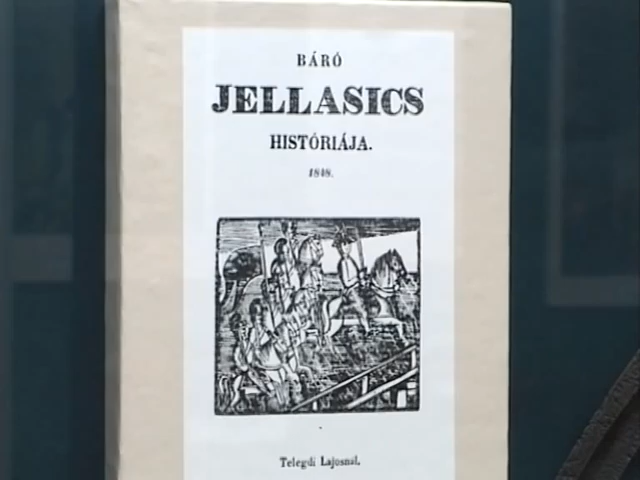 BÁRÓ
JELLASICS
HISTÓRIÁJA.
1848.
Telegdi Lajosnál.